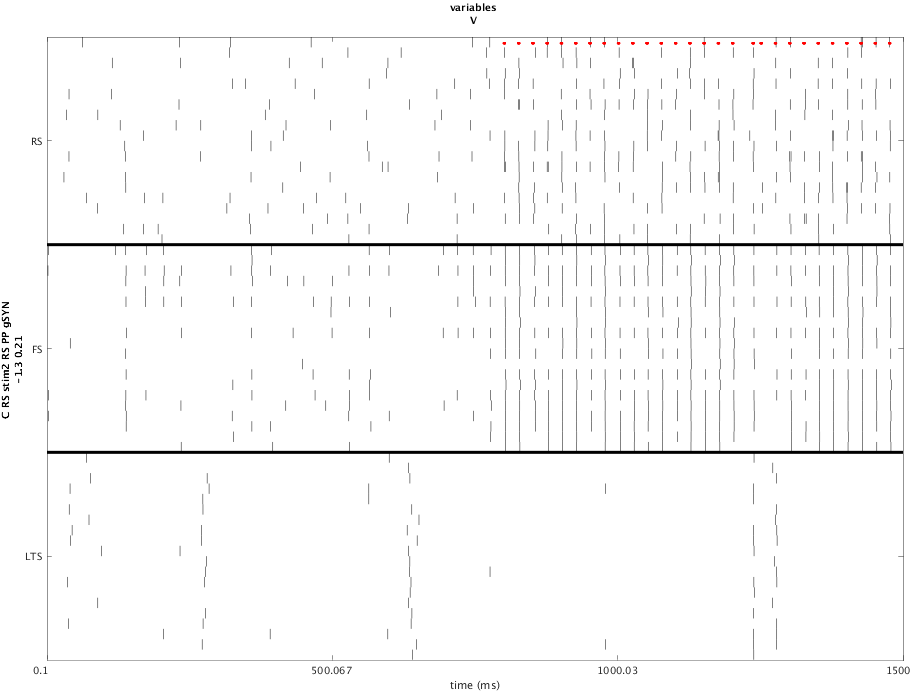 variables
V
RS
FS
LTS
C RS stim2 RS PP gSYN
-1.3 0.21
0.1
500.067
1000.03
1500
time (ms)